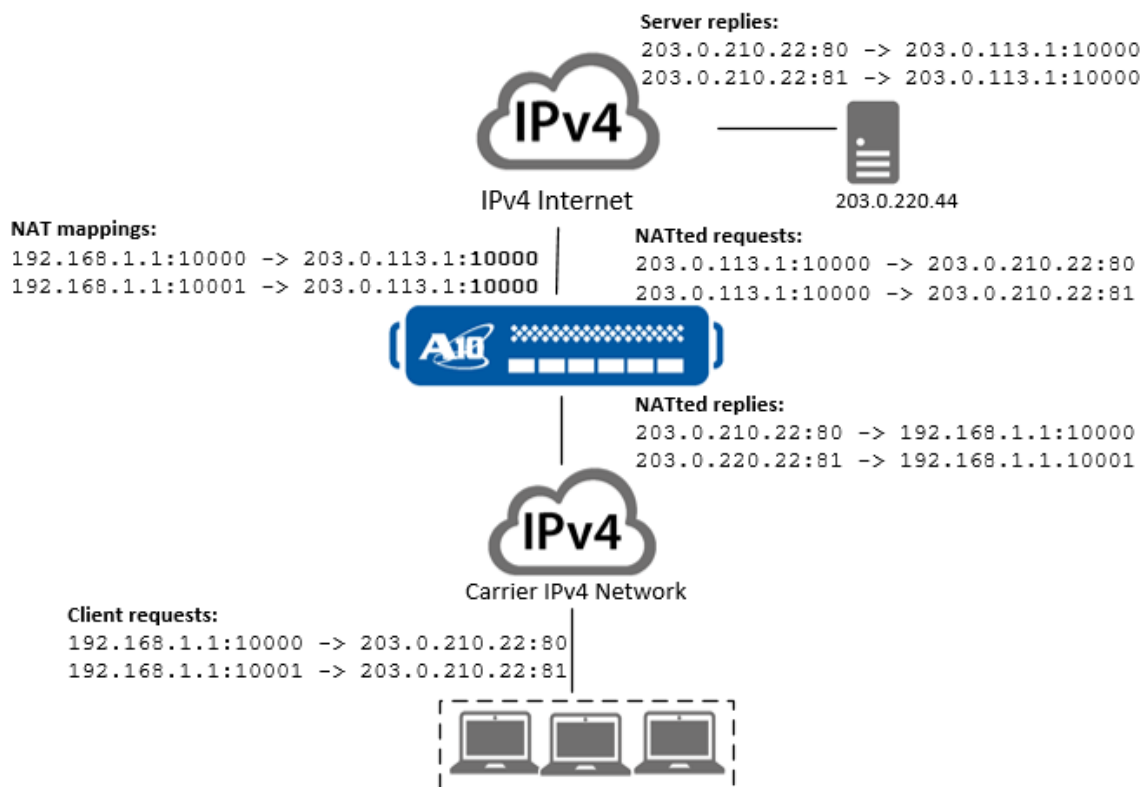 Server replies:
203.0.210.22:80 -> 203.0.113.1:10000
203.0.210.22:81 -> 203.0.113.1:10000
IPv4
IPv4 Internet
203.0.220.44
NAT mappings:
192.168.1.1:10000 -> 203.0.113.1:10000
192.168.1.1:10001 -> 203.0.113.1:10000
NATted requests:
203.0.113.1:10000 -> 203.0.210.22:80
203.0.113.1:10000 -> 203.0.210.22:81
A10
NATted replies:
203.0.210.22:80 -> 192.168.1.1:10000
203.0.220.22:81 -> 192.168.1.1.10001
IPv4
Carrier IPv4 Network
Client requests:
192.168.1.1:10000 -> 203.0.210.22:80
192.168.1.1:10001 -> 203.0.210.22:81